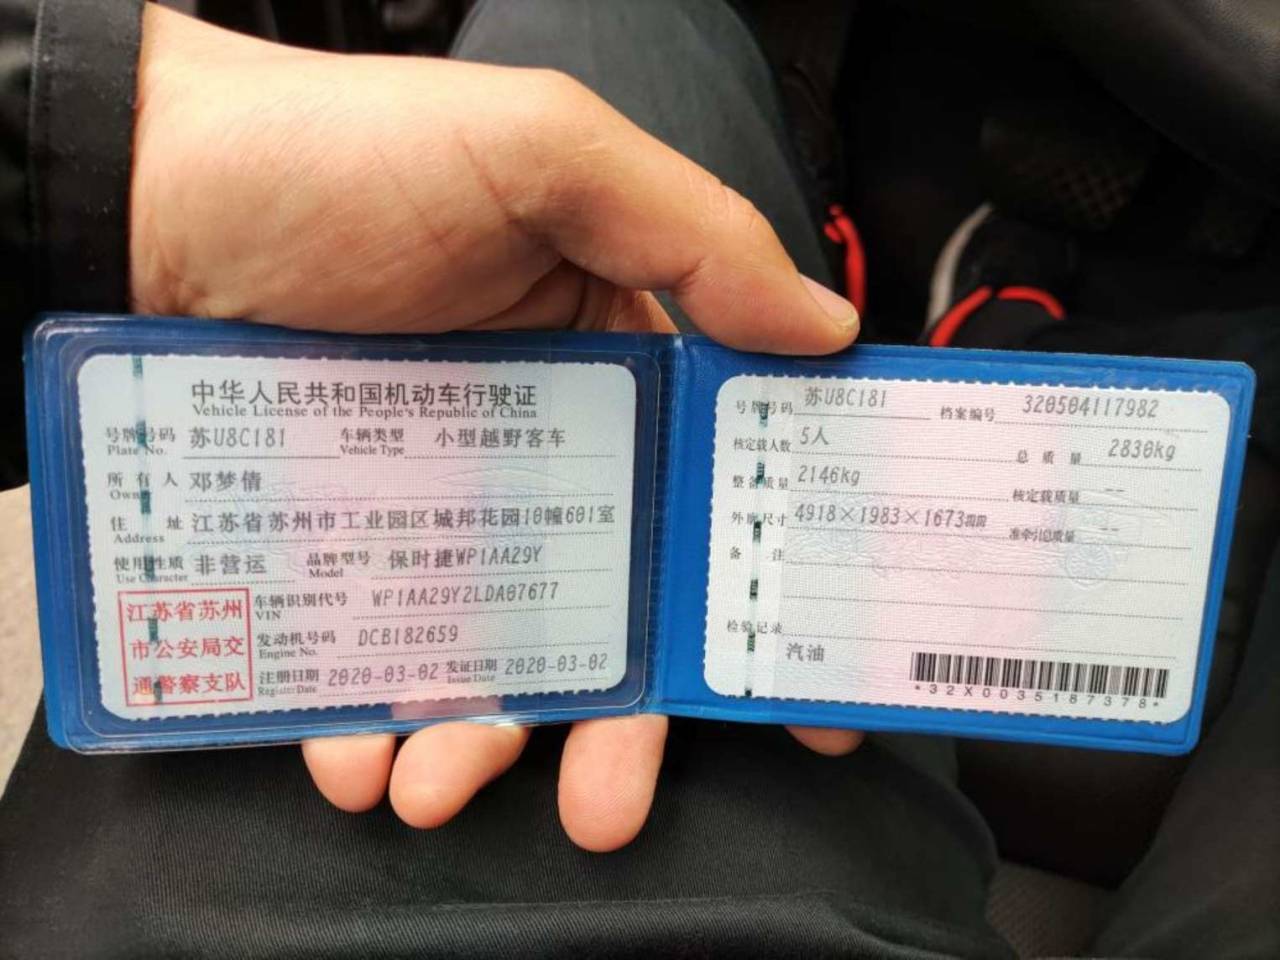 中华人民共和国机动车行驶证
Vehicle License of the People's Republic of China
号牌号码 苏U8C181 车辆类型 小型越野客车
Plate No. Vehicle Type
所有人 邓梦倩
Owner
住址 江苏省苏州市工业园区城邦花园10幢601室
Address
使用性质 非营运 品牌型号 保时捷WP1AA29Y
Use Character Model
江苏省苏州
市公安局交
通警察支队
车辆识别代号 WP1AA29Y2LDA07677
VIN
发动机号码 DCB182659
Engine No.
注册日期 2020-03-02 发证日期 2020-03-02
Register Date Issue Date
号牌号码 苏U8C181 档案编号 320504117982
核定载人数 5人 总质量 2830kg
整备质量 2146kg 核定载质量 --
外廓尺寸 4918×1983×1673mm 准牵引总质量 --
备注
检验记录
汽油
*32X0035187378*